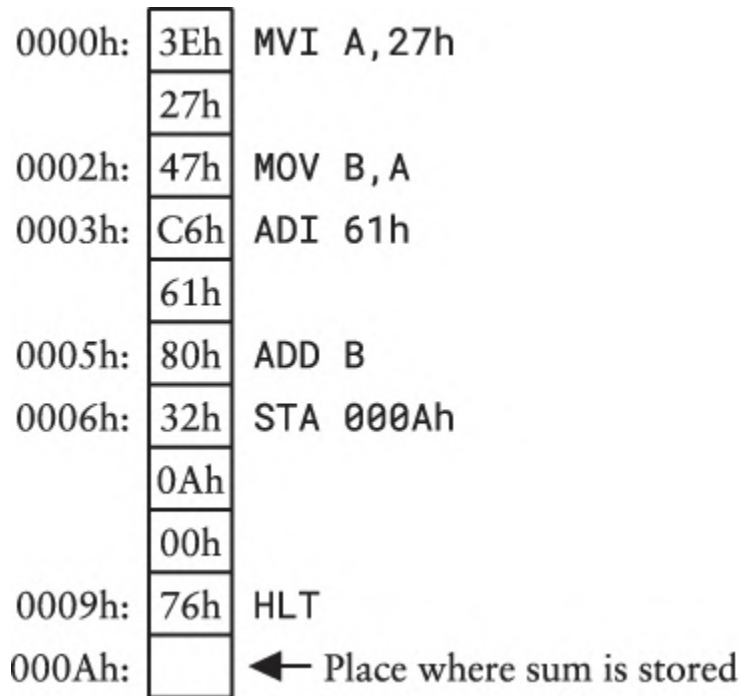 0000h: 3Eh MVI A,27h
27h
0002h: 47h MOV B,A
0003h: C6h ADI 61h
61h
0005h: 80h ADD B
0006h: 32h STA 000Ah
0Ah
00h
0009h: 76h HLT
000Ah: Place where sum is stored